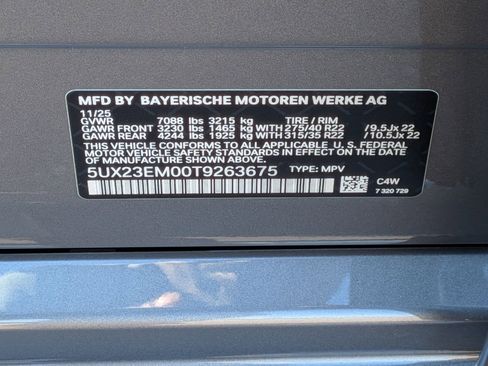 MFD BY BAYERISCHE MOTOREN WERKE AG
11/25
GVWR 7088 lbs 3215 kg TIRE / RIM
GAWR FRONT 3230 lbs 1465 kg WITH 275/40 R22 / 9.5Jx 22
GAWR REAR 4244 lbs 1925 kg WITH 315/35 R22 / 10.5Jx 22
THIS VEHICLE CONFORMS TO ALL APPLICABLE U. S. FEDERAL
MOTOR VEHICLE SAFETY STANDARDS IN EFFECT
ON THE DATE OF MANUFACTURE SHOWN ABOVE.
5UX23EM00T9263675 TYPE: MPV
C4W
7 320 729